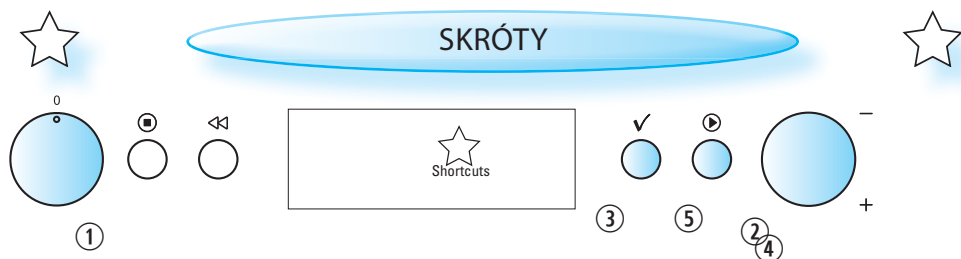 SKRÓTY
0
−
Shortcuts
+
③ ⑤ ②
① ④